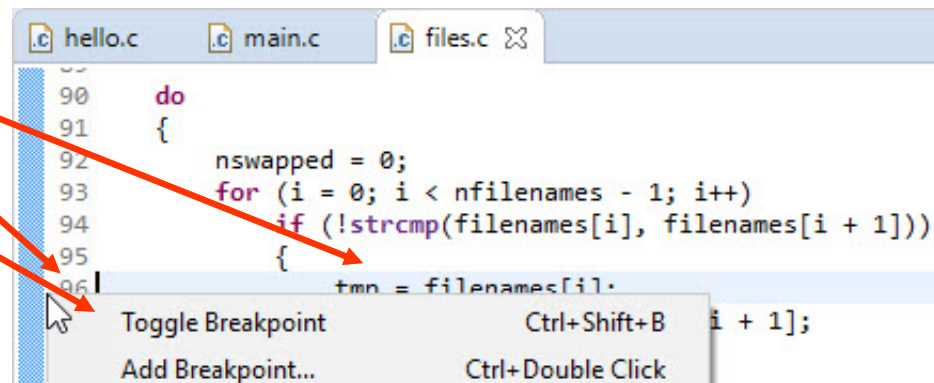 hello.c main.c files.c
90 do
91 {
92 nswapped = 0;
93 for (i = 0; i < nfilenames - 1; i++)
94 if (!strcmp(filenames[i], filenames[i + 1]))
95 {
96 tmp = filenames[i];
Toggle Breakpoint Ctrl+Shift+B i + 1];
Add Breakpoint... Ctrl+Double Click